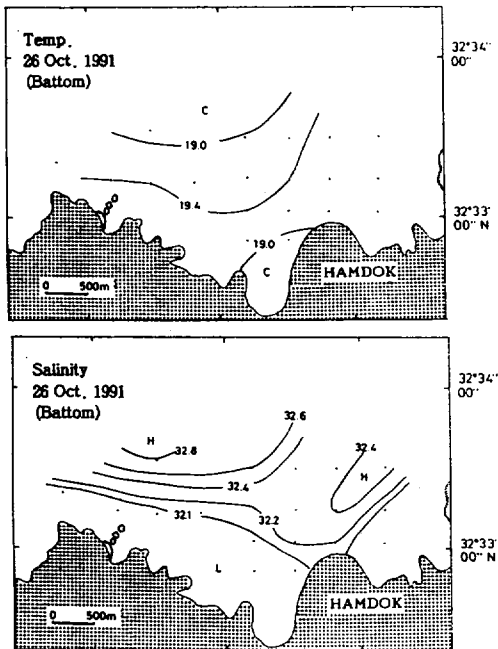 Temp.
26 Oct. 1991
(Battom)
32°34''
00''
C
19.0
19.4
32°33
00'' N
19.0
C
HAMDOK
0 500m
Salinity
26 Oct. 1991
(Battom)
32°34''
00''
32.6
H
32.8
32.4
H
32.4
32.2
32.1
32°33
00'' N
L
HAMDOK
0 500m